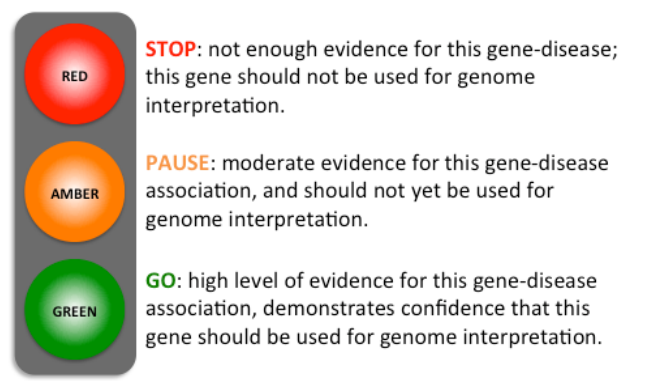 RED
STOP: not enough evidence for this gene-disease;
this gene should not be used for genome
interpretation.
AMBER
PAUSE: moderate evidence for this gene-disease
association, and should not yet be used for
genome interpretation.
GREEN
GO: high level of evidence for this gene-disease
association, demonstrates confidence that this
gene should be used for genome interpretation.